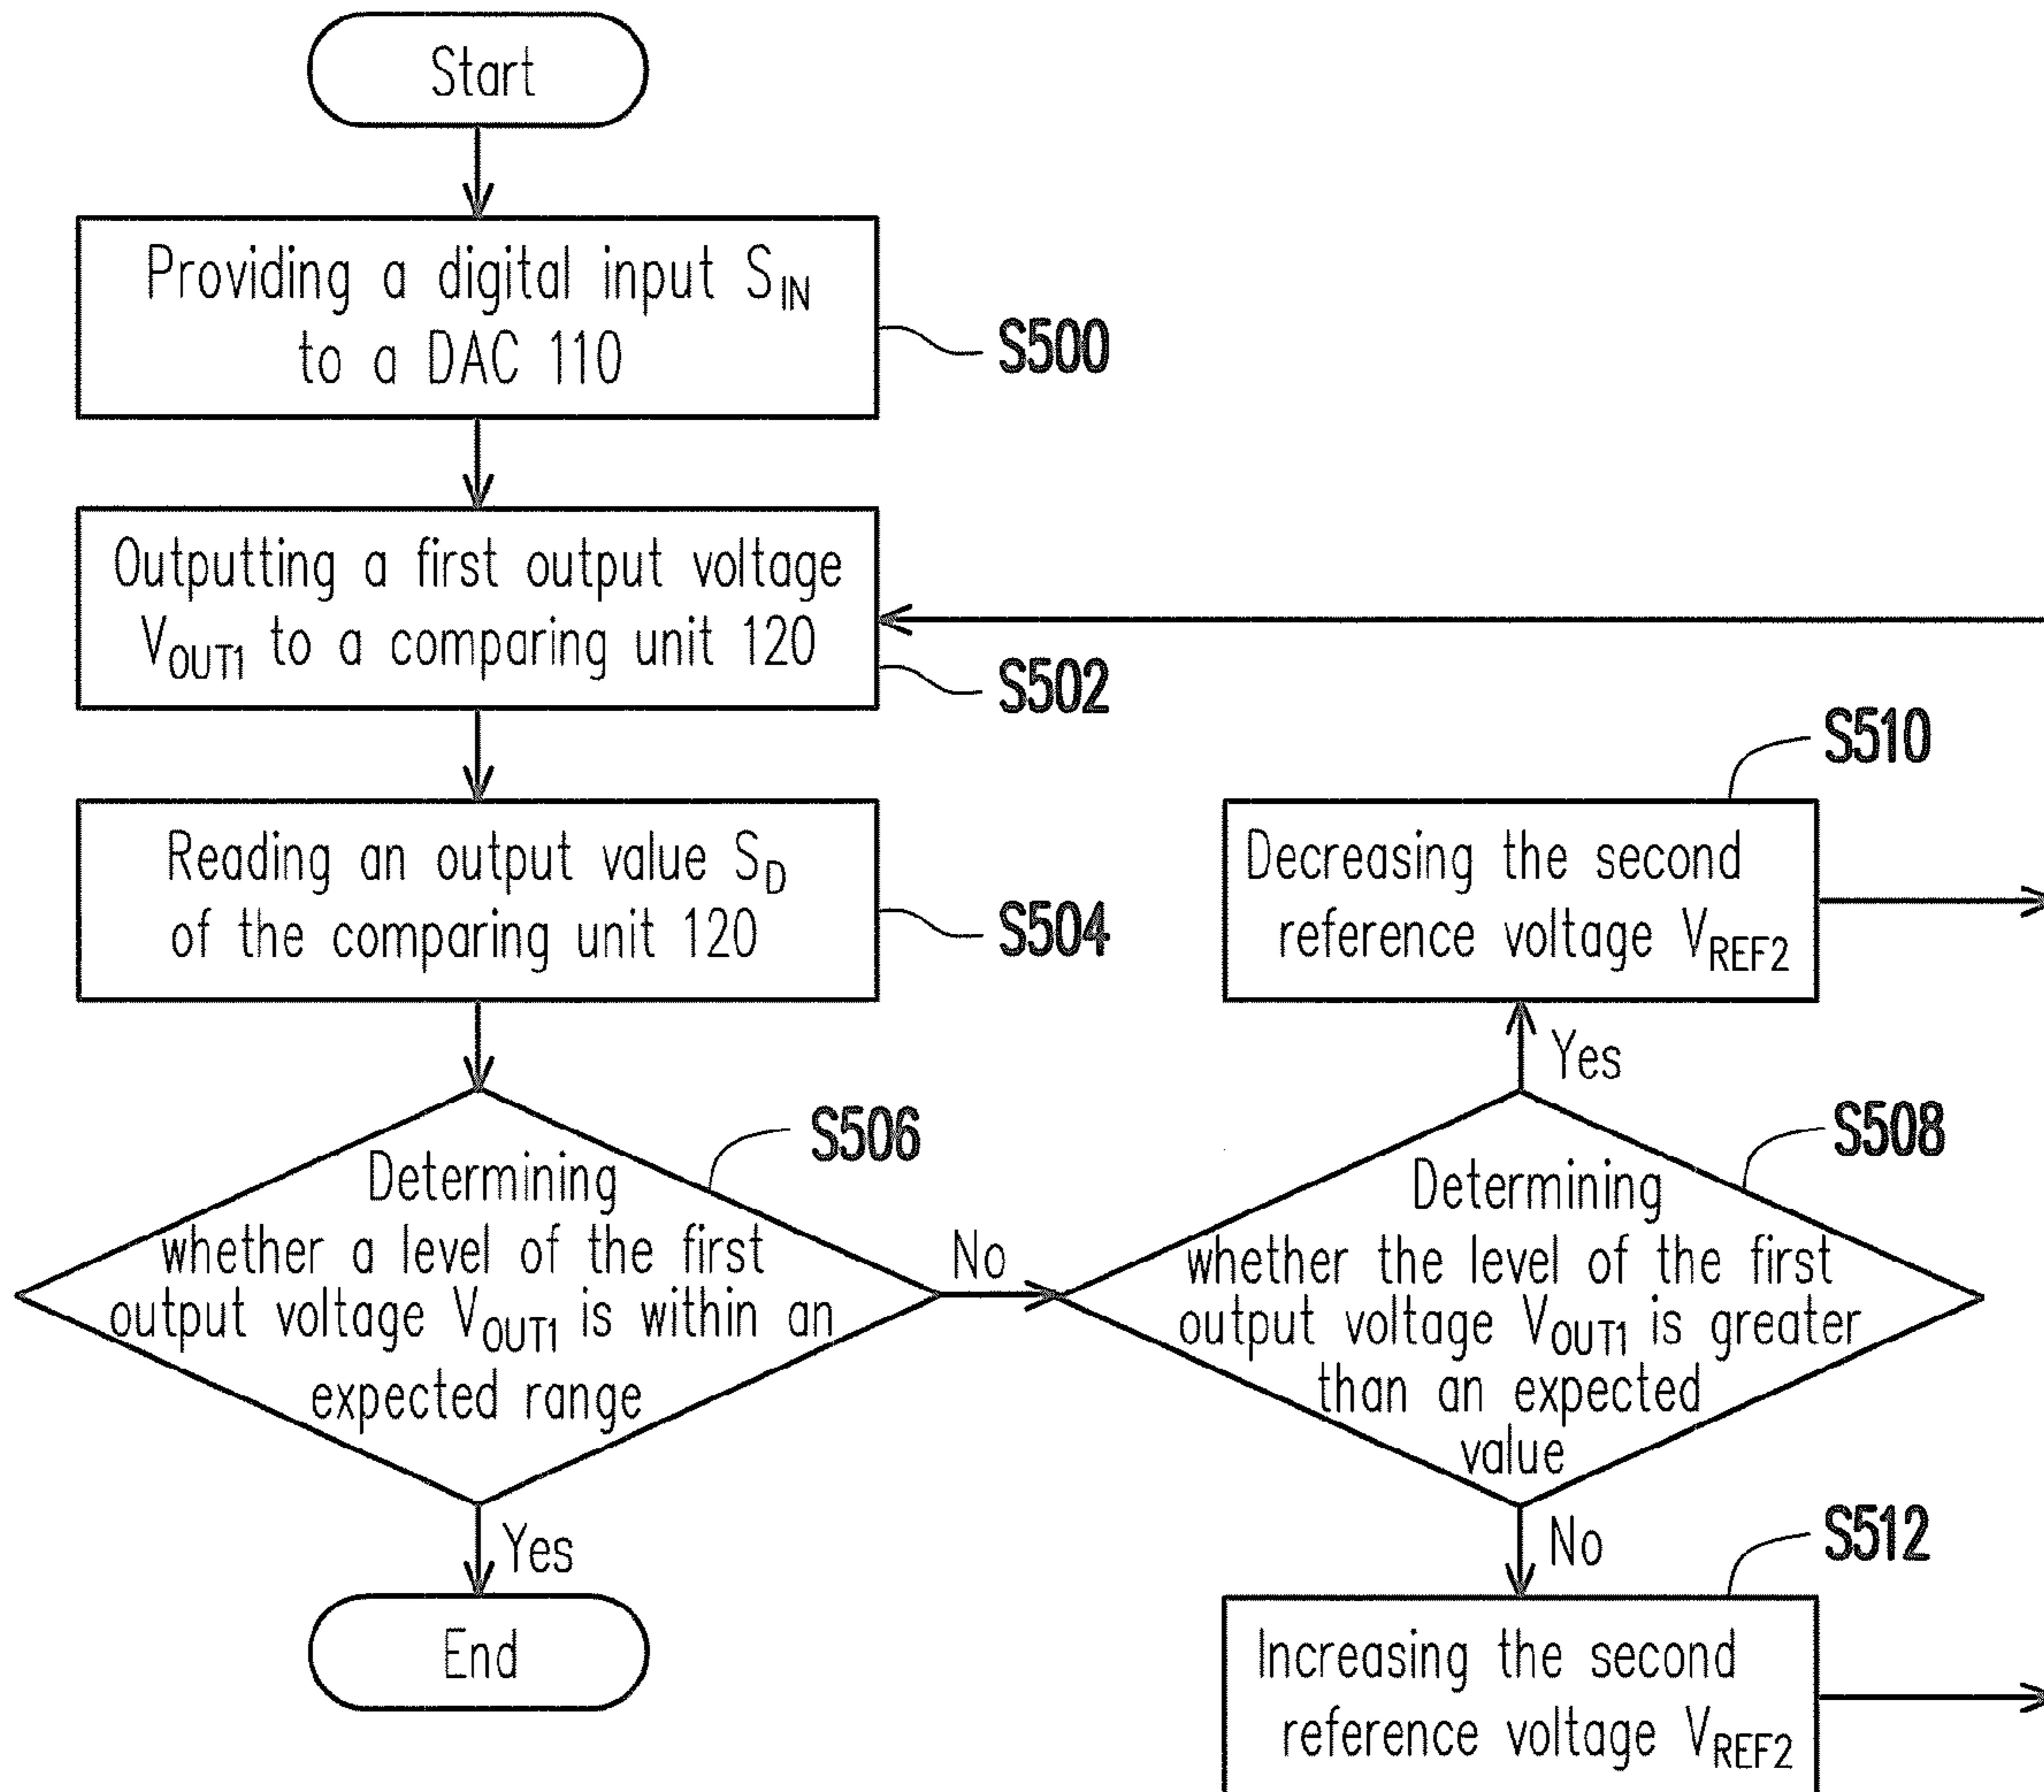 Start
Providing a digital input S_IN
to a DAC 110
S500
Outputting a first output voltage
V_OUT1 to a comparing unit 120
S502
Reading an output value S_D
of the comparing unit 120
S504
Determining
whether a level of the first
output voltage V_OUT1 is within an
expected range
S506
Yes
End
No
Determining
whether the level of the first
output voltage V_OUT1 is greater
than an expected
value
S508
Yes
Decreasing the second
reference voltage V_REF2
S510
No
Increasing the second
reference voltage V_REF2
S512